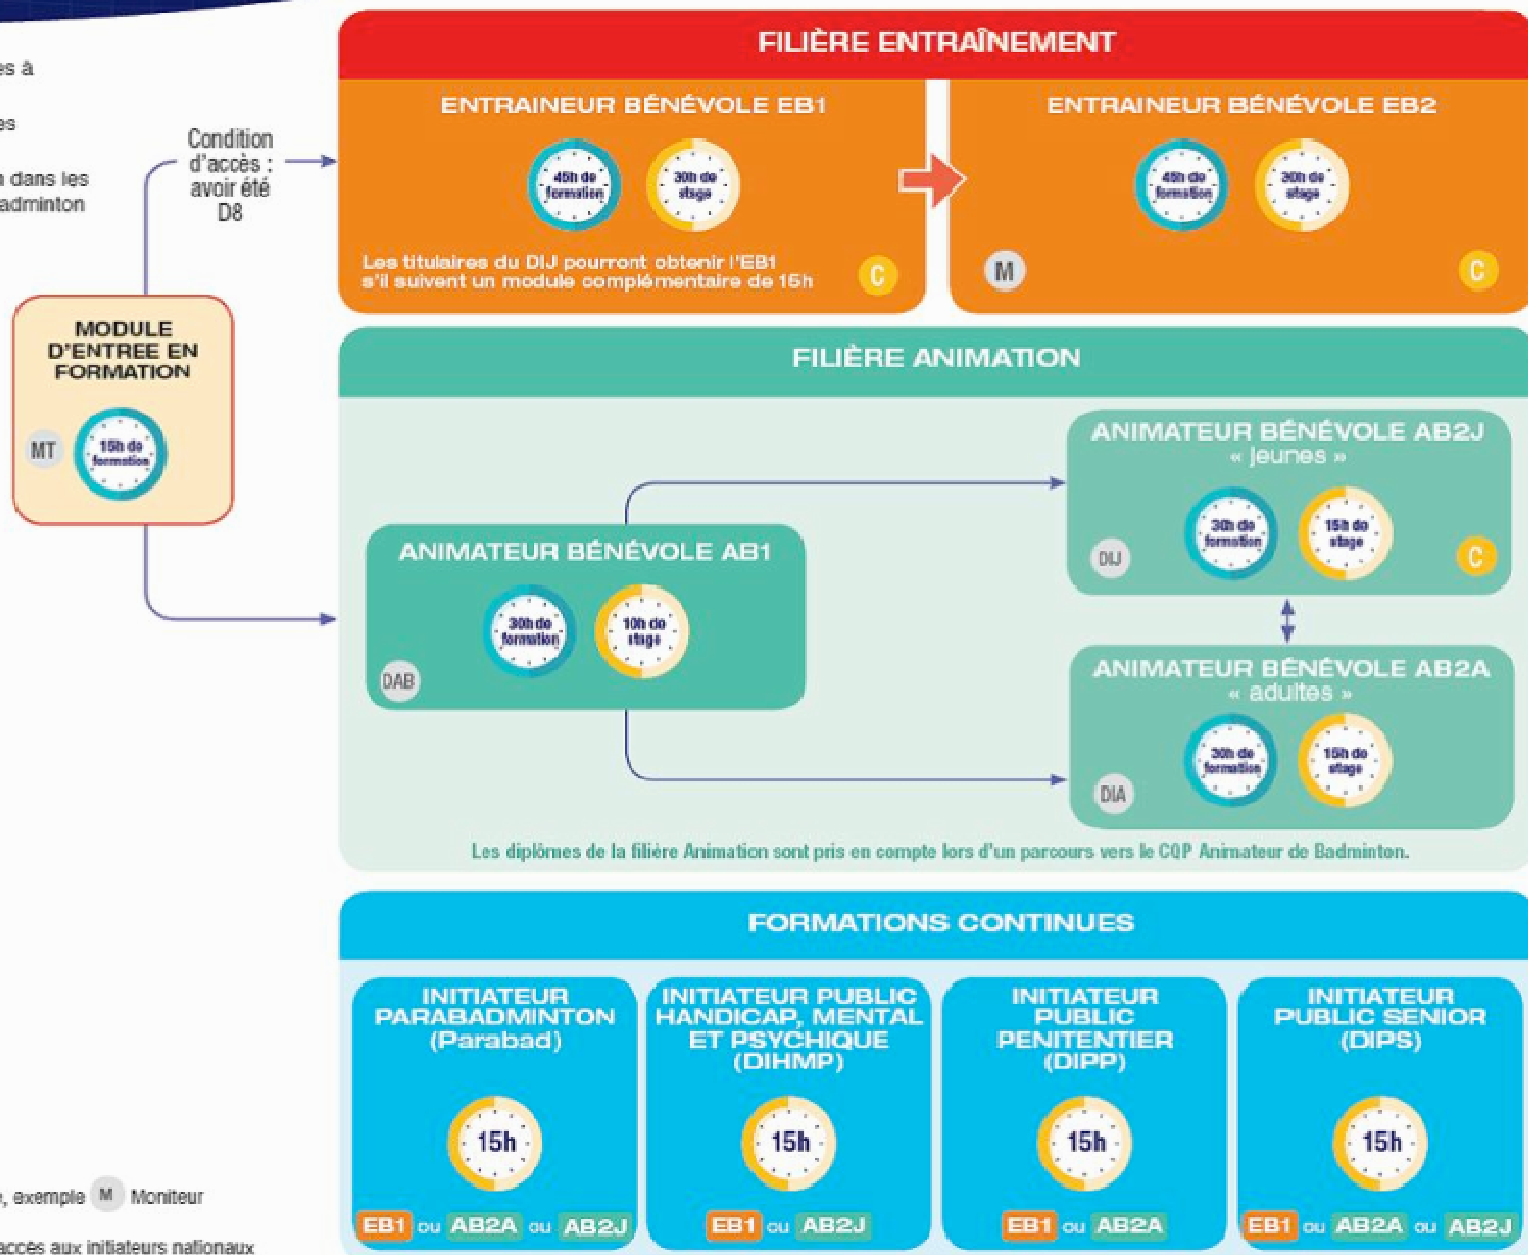 es à
es
n dans les
adminton
Condition
d'accès :
avoir été
D8
MODULE
D'ENTREE EN
FORMATION
MT
15h de
formation
FILIÈRE ENTRAÎNEMENT
ENTRAINEUR BÉNÉVOLE EB1
45h de
formation
30h de
stage
Les titulaires du DIJ pourront obtenir l'EB1
s'il suivent un module complémentaire de 15h
C
ENTRAINEUR BÉNÉVOLE EB2
45h de
formation
30h de
stage
M
C
FILIÈRE ANIMATION
ANIMATEUR BÉNÉVOLE AB1
30h de
formation
10h de
stage
DAB
ANIMATEUR BÉNÉVOLE AB2J
« jeunes »
30h de
formation
15h de
stage
DIJ
C
ANIMATEUR BÉNÉVOLE AB2A
« adultes »
30h de
formation
15h de
stage
DIA
Les diplômes de la filière Animation sont pris en compte lors d'un parcours vers le CQP Animateur de Badminton.
FORMATIONS CONTINUES
INITIATEUR
PARABADMINTON
(Parabad)
15h
EB1 ou AB2A ou AB2J
INITIATEUR PUBLIC
HANDICAP, MENTAL
ET PSYCHIQUE
(DIHMP)
15h
EB1 ou AB2J
INITIATEUR
PUBLIC
PENITENTIER
(DIPP)
15h
EB1 ou AB2A
INITIATEUR
PUBLIC SENIOR
(DIPS)
15h
EB1 ou AB2A ou AB2J
e, exemple M Moniteur
accès aux initiateurs nationaux